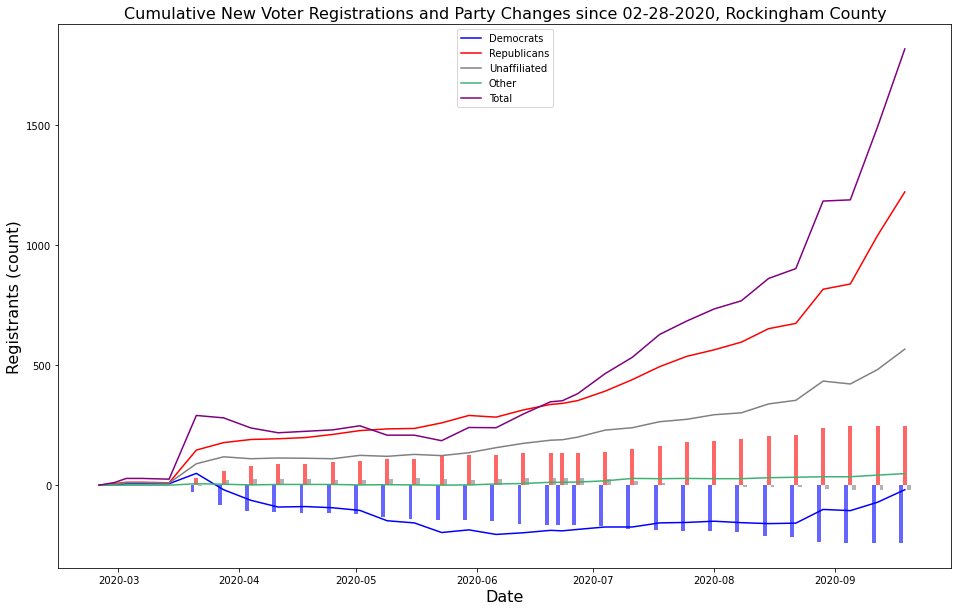 Cumulative New Voter Registrations and Party Changes since 02-28-2020, Rockingham County
Democrats
Republicans
Unaffiliated
Other
Total
Registrants (count)
1500
1000
500
0
2020-03
2020-04
2020-05
2020-06
2020-07
2020-08
2020-09
Date